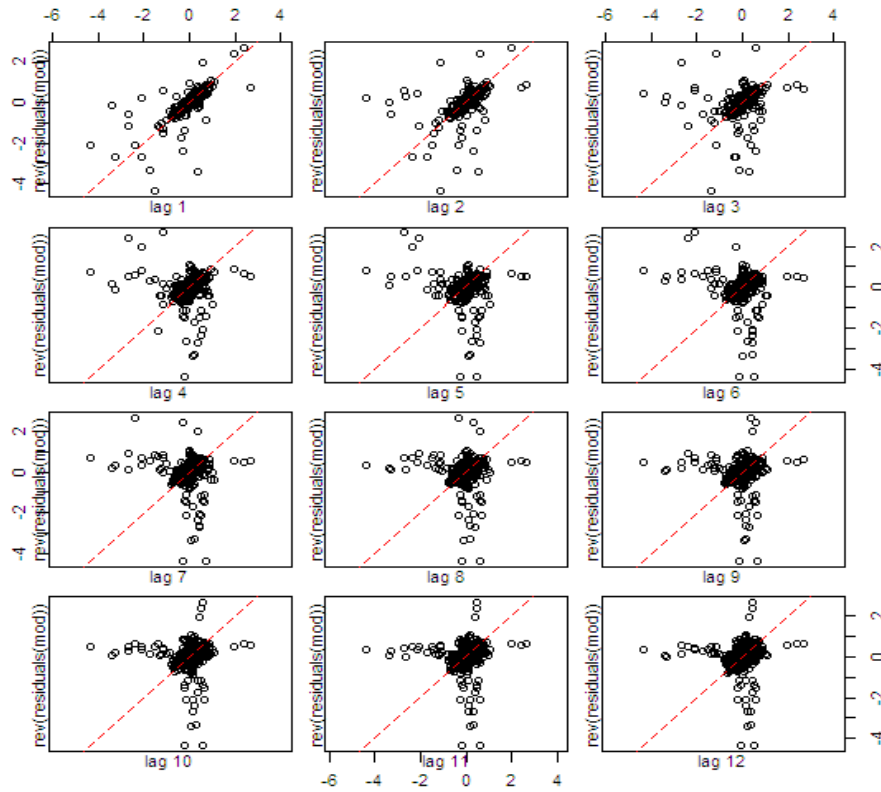 -6 -4 -2 0 2 4 -6 -4 -2 0 2 4
rev(residuals(mod)) rev(residuals(mod)) rev(residuals(mod))
-4 -2 0 2
lag 1 lag 2 lag 3
rev(residuals(mod)) rev(residuals(mod)) rev(residuals(mod))
-4 -2 0 2
lag 4 lag 5 lag 6
rev(residuals(mod)) rev(residuals(mod)) rev(residuals(mod))
-4 -2 0 2
lag 7 lag 8 lag 9
rev(residuals(mod)) rev(residuals(mod)) rev(residuals(mod))
-4 -2 0 2
lag 10 lag 11 lag 12
-6 -4 -2 0 2 4